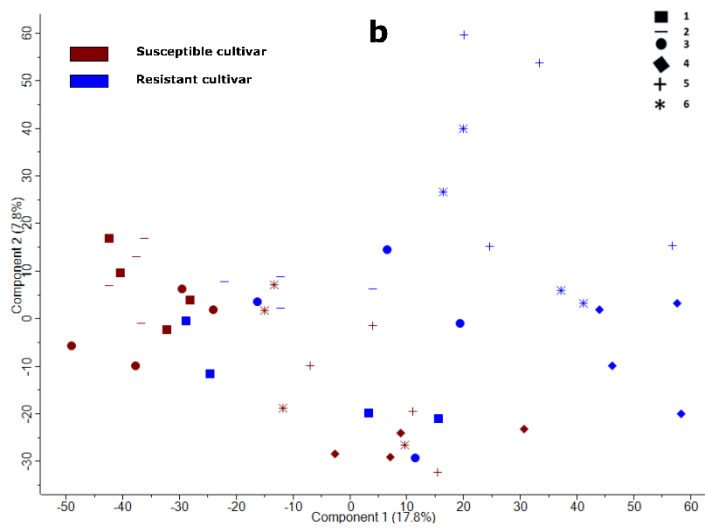 b
Susceptible cultivar
Resistant cultivar
1
2
3
4
5
6
Component 2 (7.8%)
60
50
40
30
20
10
0
-10
-20
-30
-50 -40 -30 -20 -10 0 10 20 30 40 50 60
Component 1 (17.8%)